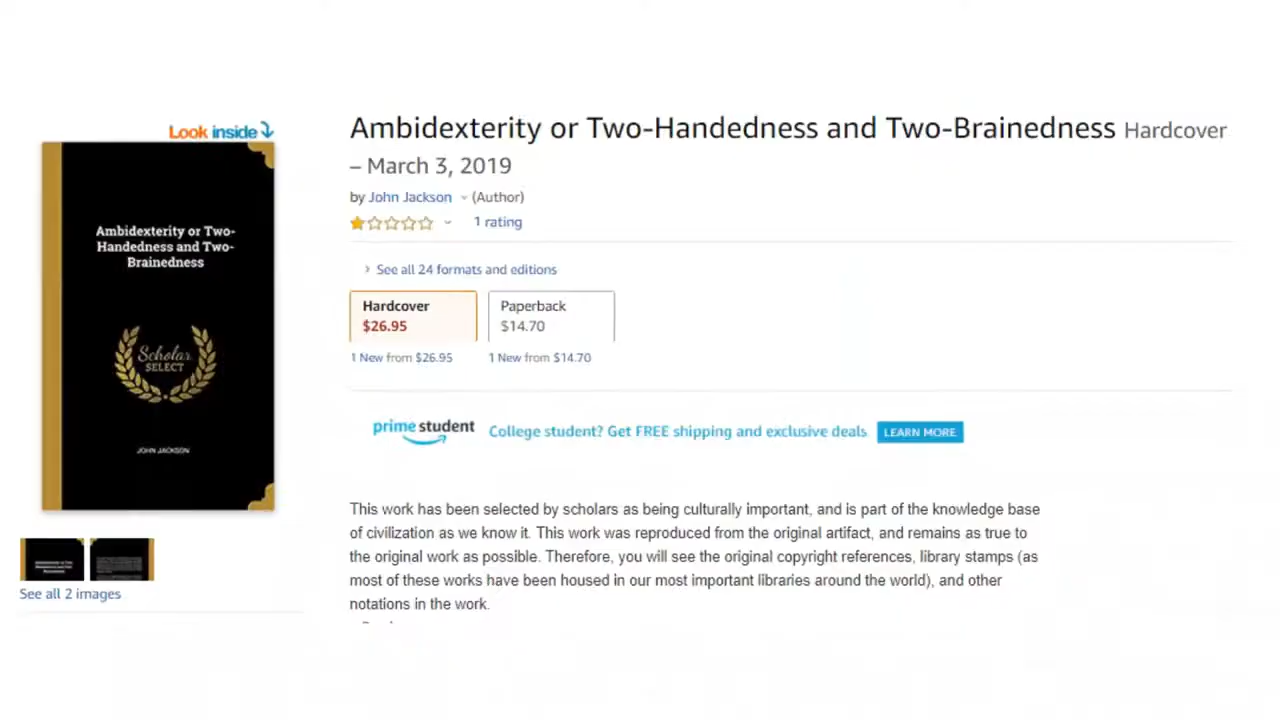 Look inside
Ambidexterity or Two-
Handedness and Two-
Brainedness
Scholar
SELECT
JOHN JACKSON
See all 2 images
Ambidexterity or Two-Handedness and Two-Brainedness Hardcover
– March 3, 2019
by John Jackson (Author)
1 rating
See all 24 formats and editions
Hardcover
$26.95
Paperback
$14.70
1 New from $26.95
1 New from $14.70
prime student College student? Get FREE shipping and exclusive deals LEARN MORE
This work has been selected by scholars as being culturally important, and is part of the knowledge base
of civilization as we know it. This work was reproduced from the original artifact, and remains as true to
the original work as possible. Therefore, you will see the original copyright references, library stamps (as
most of these works have been housed in our most important libraries around the world), and other
notations in the work.